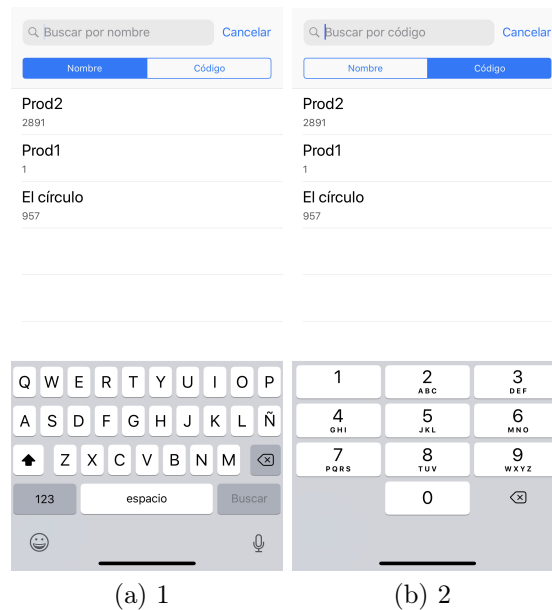 Buscar por nombre Cancelar
Nombre Código
Prod2
2891
Prod1
1
El círculo
957
Q W E R T Y U I O P
A S D F G H J K L Ñ
Z X C V B N M
123 espacio Buscar
(a) 1
Buscar por código Cancelar
Nombre Código
Prod2
2891
Prod1
1
El círculo
957
1 2 3
ABC DEF
4 5 6
GHI JKL MNO
7 8 9
PQRS TUV WXYZ
0
(b) 2